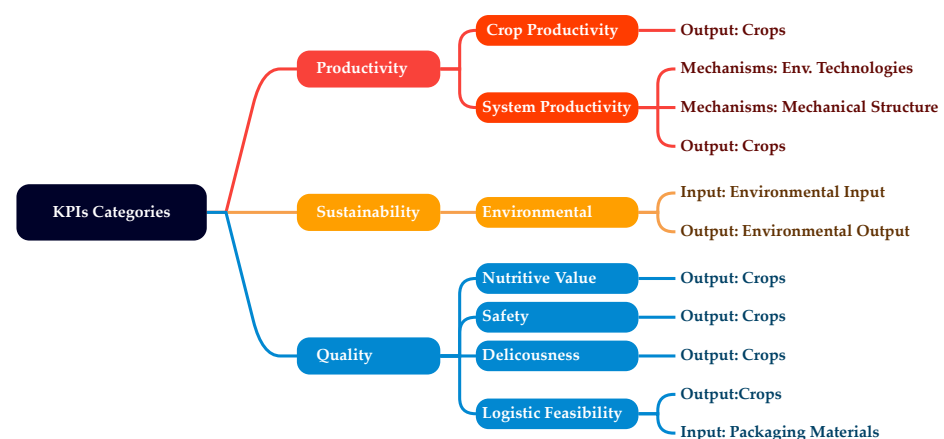 KPIs Categories
Productivity
Crop Productivity
Output: Crops
System Productivity
Mechanisms: Env. Technologies
Mechanisms: Mechanical Structure
Output: Crops
Sustainability
Environmental
Input: Environmental Input
Output: Environmental Output
Quality
Nutritive Value
Output: Crops
Safety
Output: Crops
Delicousness
Output: Crops
Logistic Feasibility
Output:Crops
Input: Packaging Materials